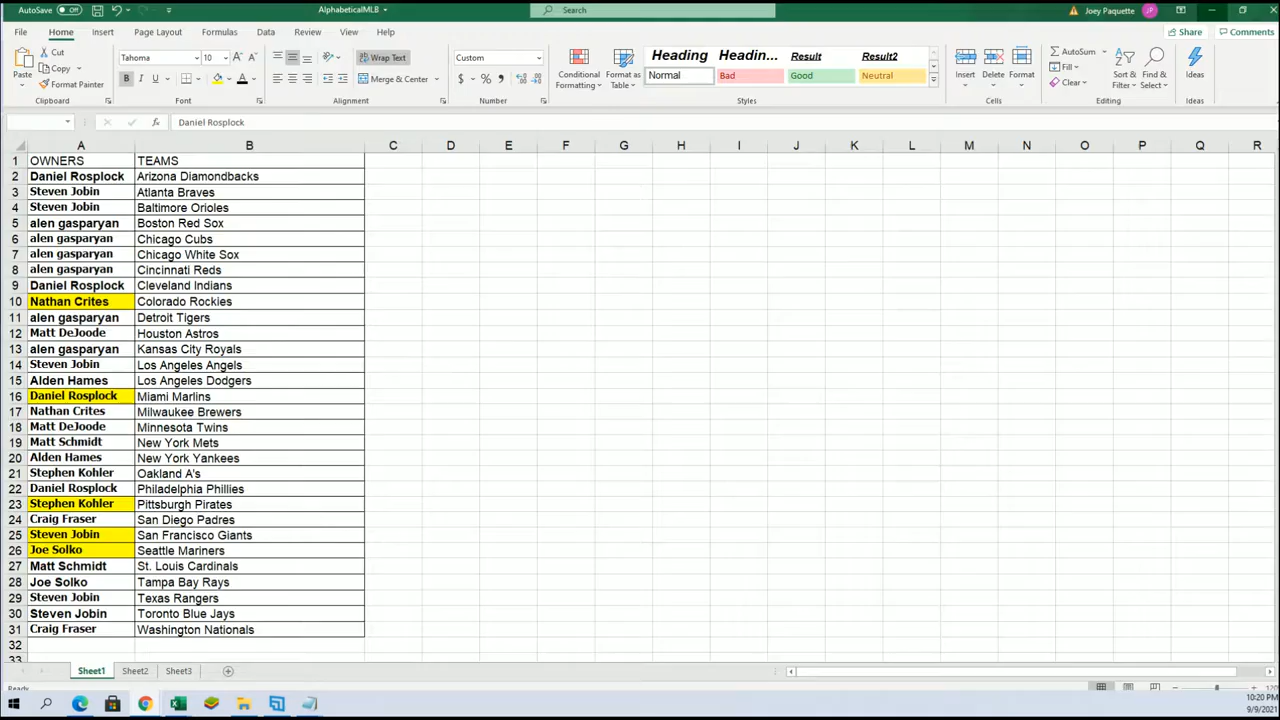 AutoSave Off AlphabeticalMLB Search Joey Paquette JP
File Home Insert Page Layout Formulas Data Review View Help Share Comments
Cut Copy Format Painter Paste Clipboard
Tahoma 10 B I U A Font
Wrap Text Merge & Center Alignment
Custom $ % Number
Conditional Formatting Format as Table
Heading Headin... Result Result2
Normal Bad Good Neutral
Styles
Insert Delete Format Cells
AutoSum Fill Clear Sort & Filter Find & Select Editing
Ideas Ideas
fx Daniel Rosplock
A B C D E F G H I J K L M N O P Q R
1 OWNERS TEAMS
2 Daniel Rosplock Arizona Diamondbacks
3 Steven Jobin Atlanta Braves
4 Steven Jobin Baltimore Orioles
5 alen gasparyan Boston Red Sox
6 alen gasparyan Chicago Cubs
7 alen gasparyan Chicago White Sox
8 alen gasparyan Cincinnati Reds
9 Daniel Rosplock Cleveland Indians
10 Nathan Crites Colorado Rockies
11 alen gasparyan Detroit Tigers
12 Matt DeJoode Houston Astros
13 alen gasparyan Kansas City Royals
14 Steven Jobin Los Angeles Angels
15 Alden Hames Los Angeles Dodgers
16 Daniel Rosplock Miami Marlins
17 Nathan Crites Milwaukee Brewers
18 Matt DeJoode Minnesota Twins
19 Matt Schmidt New York Mets
20 Alden Hames New York Yankees
21 Stephen Kohler Oakland A's
22 Daniel Rosplock Philadelphia Phillies
23 Stephen Kohler Pittsburgh Pirates
24 Craig Fraser San Diego Padres
25 Steven Jobin San Francisco Giants
26 Joe Solko Seattle Mariners
27 Matt Schmidt St. Louis Cardinals
28 Joe Solko Tampa Bay Rays
29 Steven Jobin Texas Rangers
30 Steven Jobin Toronto Blue Jays
31 Craig Fraser Washington Nationals
32
33
Sheet1 Sheet2 Sheet3
Ready
10:20 PM
9/9/2021